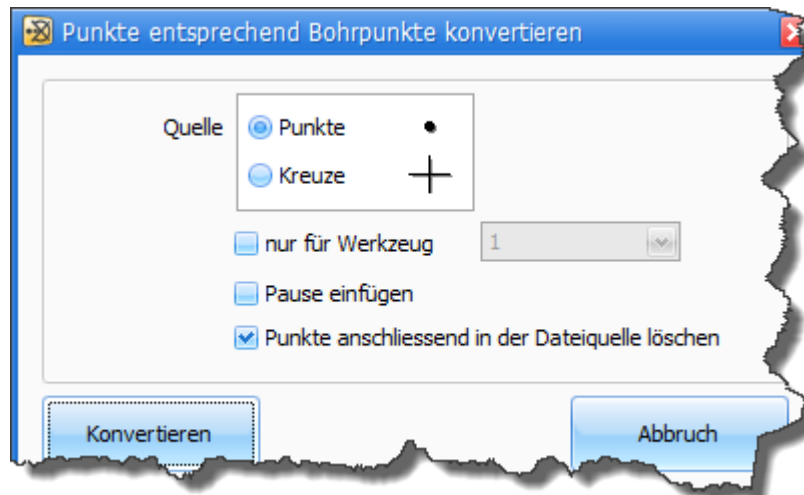 Punkte entsprechend Bohrpunkte konvertieren
Quelle
Punkte
Kreuze
nur für Werkzeug 1
Pause einfügen
Punkte anschliessend in der Dateiquelle löschen
Konvertieren Abbruch